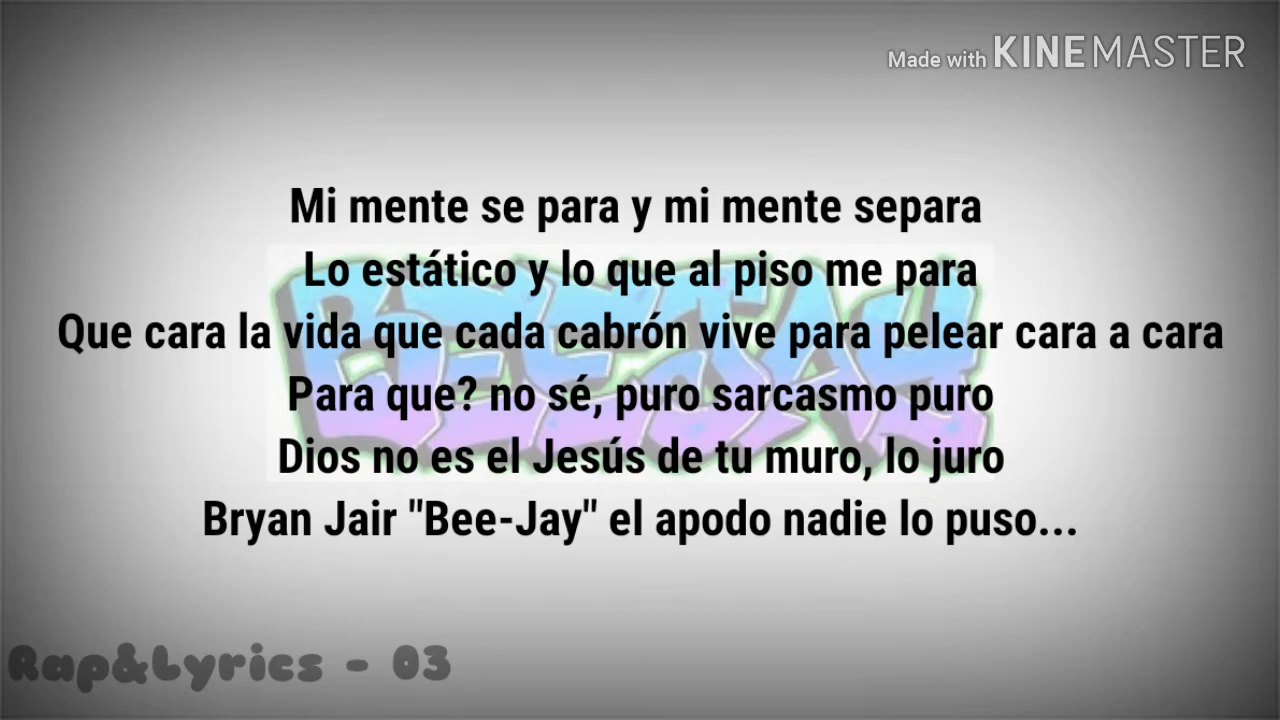 Made with KINEMASTER
Mi mente se para y mi mente separa
Lo estático y lo que al piso me para
Que cara la vida que cada cabrón vive para pelear cara a cara
Para que? no sé, puro sarcasmo puro
Dios no es el Jesús de tu muro, lo juro
Bryan Jair "Bee-Jay" el apodo nadie lo puso...
BEEJAY
Rap&Lyrics - 03